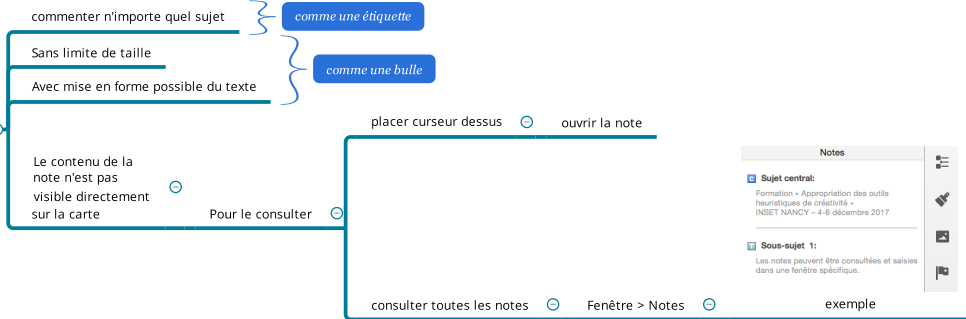 commenter n'importe quel sujet
comme une étiquette
Sans limite de taille
comme une bulle
Avec mise en forme possible du texte
placer curseur dessus
ouvrir la note
Le contenu de la
note n'est pas
visible directement
sur la carte
Pour le consulter
Notes
C Sujet central:
Formation « Appropriation des outils
heuristiques de créativité »
INSET NANCY – 4-6 décembre 2017
T Sous-sujet 1:
Les notes peuvent être consultées et saisies
dans une fenêtre spécifique.
consulter toutes les notes
Fenêtre > Notes
exemple